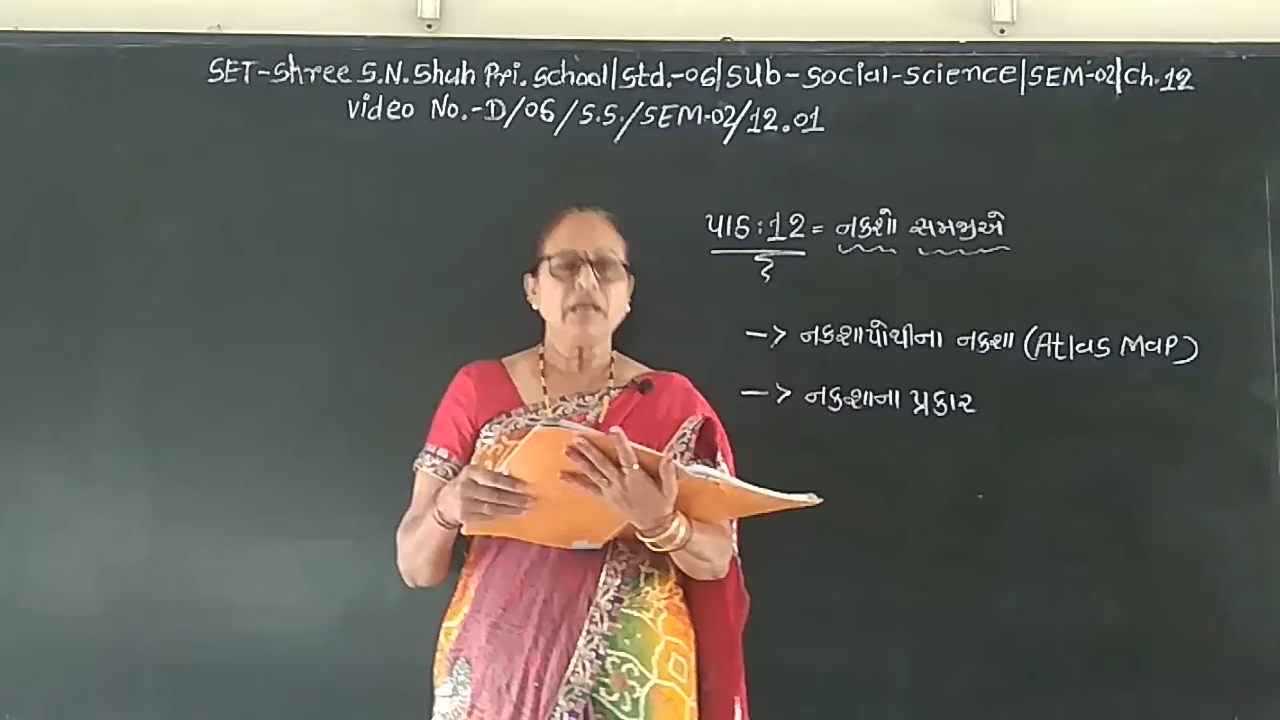 SET-Shree S.N.Shah Pri. School|Std.-06|Sub-Social-Science|SEM-02|Ch.12
Video No.-D/06/S.S./SEM-02/12.01
પાઠ:12= નકશો સમજીએ
-> નકશાપોથીના નકશા (Atlas Map)
-> નકશાના પ્રકાર